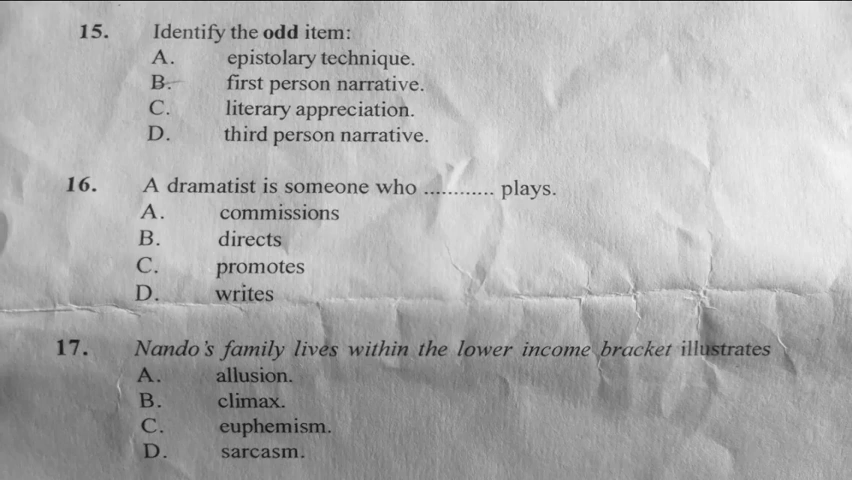 15. Identify the odd item:
A. epistolary technique.
B. first person narrative.
C. literary appreciation.
D. third person narrative.
16. A dramatist is someone who ............ plays.
A. commissions
B. directs
C. promotes
D. writes
17. Nando's family lives within the lower income bracket illustrates
A. allusion.
B. climax.
C. euphemism.
D. sarcasm.